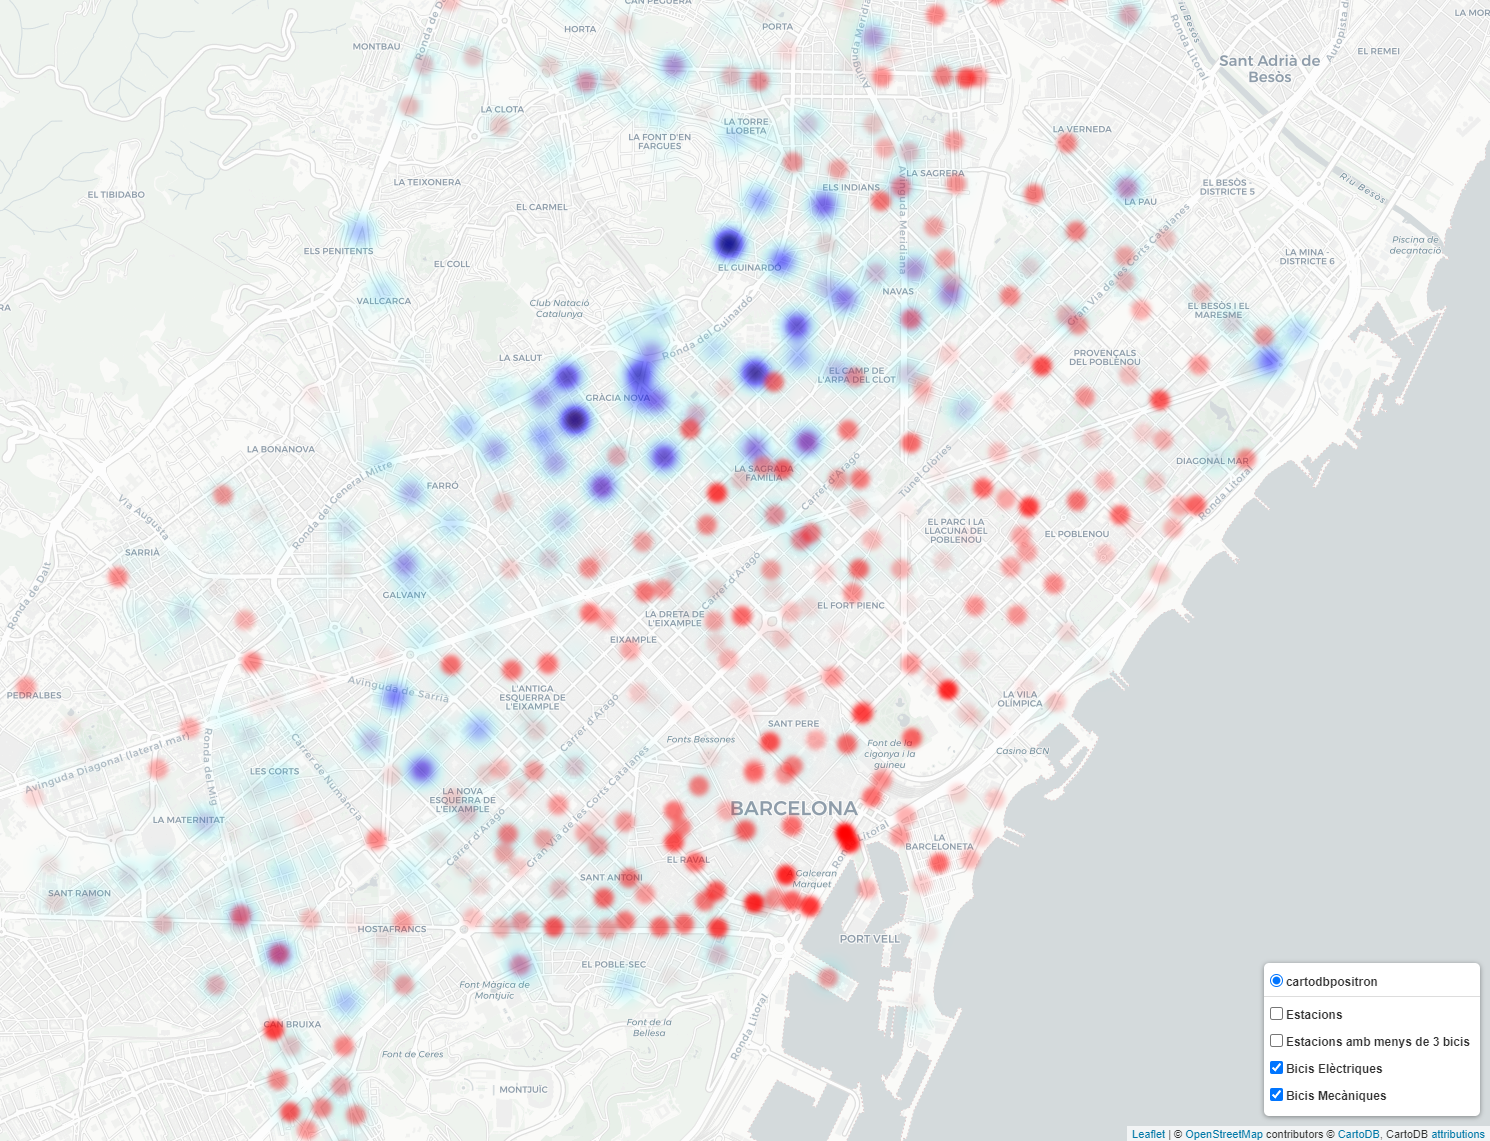 CAN PEGUERA
HORTA
PORTA
MONTBAU
Ronda de D
Avinguda Meridia
Riu Besòs
Ronda Litoral
Autopista de
LA MOR
EL REMEI
Sant Adrià de
Besòs
LA CLOTA
LA FONT D'EN
FARGUES
LA TORRE
LLOBETA
LA VERNEDA
LA TEIXONERA
EL TIBIDABO
EL CARMEL
ELS INDIANS
LA SAGRERA
Avinguda Meridiana
LA PAU
EL BESÒS -
DISTRICTE 5
Riu-Besòs
ELS PENITENTS
EL COLL
EL GUINARDÓ
Piscina de
decantació
LA MINA -
DISTRICTE 6
RA
VALLCARCA
Club Natació
Catalunya
NAVAS
Gran Via de les Corts Catalanes
EL BESÒS I EL
MARESME
Ronda del Guinardó
LA SALUT
PROVENÇALS
DEL POBLENOU
EL CAMP DE
L'ARPA DEL CLOT
GRÀCIA NOVA
LA BONANOVA
LA SAGRADA
FAMÍLIA
Carrer d'Aragó
Túnel Glòries
DIAGONAL MAR
Ronda Litoral
Ronda del General Mitre
FARRÓ
Via Augusta
EL PARC I LA
LLACUNA DEL
POBLENOU
EL POBLENOU
SARRIÀ
Ronda de Dalt
GALVANY
Carrer d'Aragó
LA DRETA DE
L'EIXAMPLE
EL FORT PIENC
EIXAMPLE
PEDRALBES
Avinguda de Sarrià
L'ANTIGA
ESQUERRA DE
L'EIXAMPLE
LA VILA
OLÍMPICA
Carrer d'Aragó
SANT PERE
Fonts Bessones
Font de la
cigonya i la
guineu
Casino BCN
Avinguda Diagonal (lateral mar)
Ronda del Mig
LES CORTS
Carrer de Numància
Gran Via de les Corts Catalanes
LA NOVA
ESQUERRA DE
L'EIXAMPLE
BARCELONA
LA MATERNITAT
Carrer d'Aragó
Ronda Litoral
LA
BARCELONETA
EL RAVAL
SANT ANTONI
Galceran
Marquet
SANT RAMON
HOSTAFRANCS
PORT VELL
EL POBLE-SEC
Font Màgica de
Montjuïc
CAN BRUIXA
Font de la
Bellesa
Ronda Litoral
Font de Ceres
MONTJUÏC
cartodbpositron
Estacions
Estacions amb menys de 3 bicis
Bicis Elèctriques
Bicis Mecàniques
Leaflet | © OpenStreetMap contributors © CartoDB, CartoDB attributions